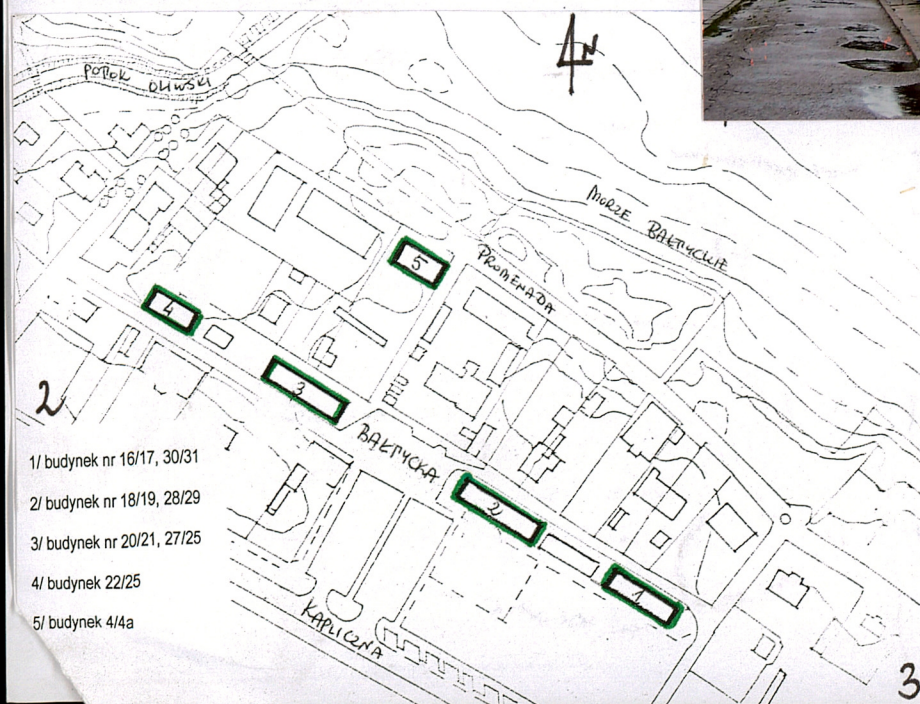 N
POTOK OLIWSKI
MORZE BAŁTYCKIE
PROMENADA
5
4
3
BAŁTYCKA
2
1
KAPLICZNA
2
1/ budynek nr 16/17, 30/31
2/ budynek nr 18/19, 28/29
3/ budynek nr 20/21, 27/25
4/ budynek 22/25
5/ budynek 4/4a
3